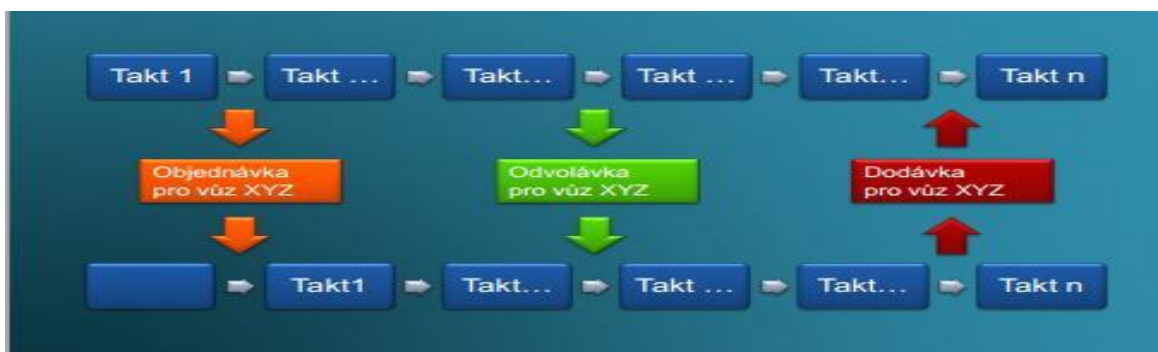 Takt 1
Takt ...
Takt...
Takt ...
Takt...
Takt n
Objednávka
pro vůz XYZ
Odvolávka
pro vůz XYZ
Dodávka
pro vůz XYZ
Takt1
Takt...
Takt ...
Takt...
Takt n